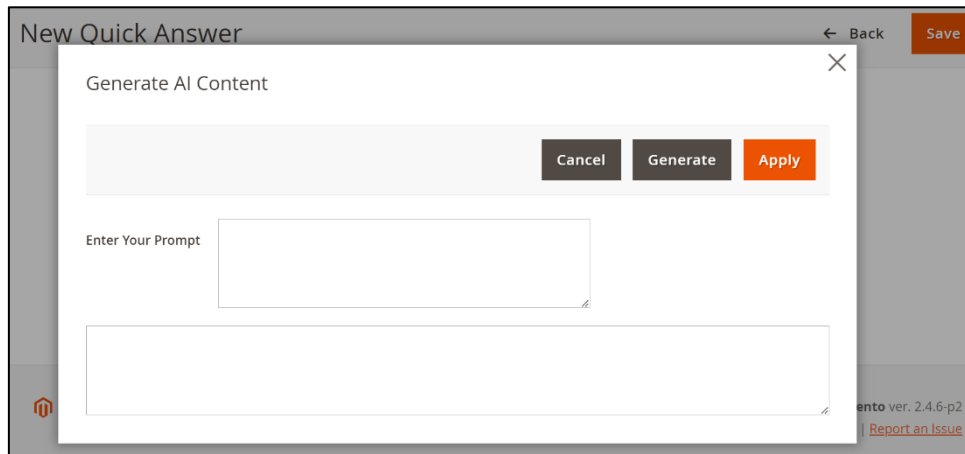 New Quick Answer
← Back
Save
Generate AI Content
Cancel
Generate
Apply
Enter Your Prompt
ento ver. 2.4.6-p2
| Report an Issue